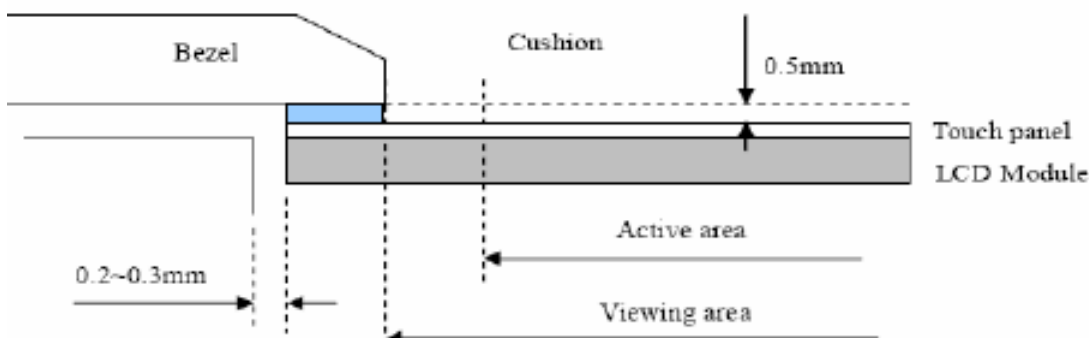 Cushion
Bezel
0.5mm
Touch panel
LCD Module
Active area
0.2~0.3mm
Viewing area